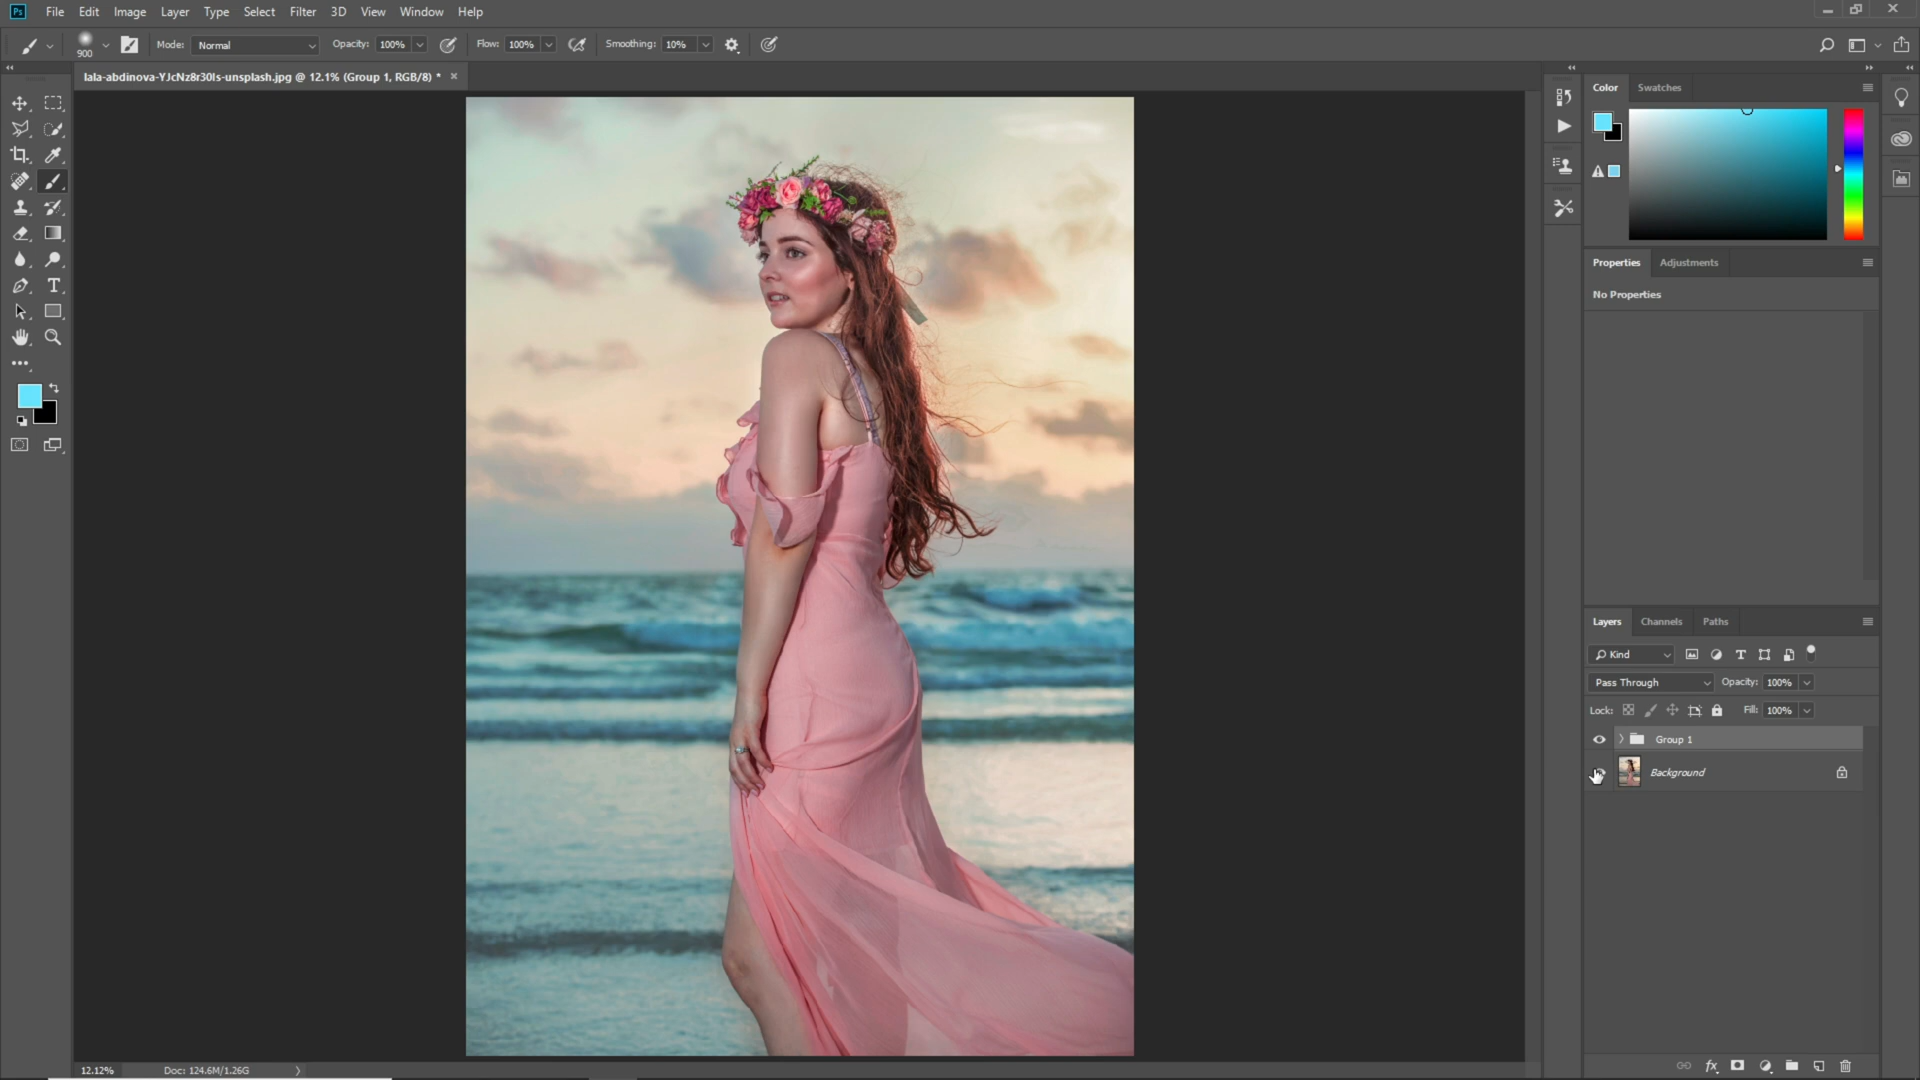 Ps File Edit Image Layer Type Select Filter 3D View Window Help
900 Mode: Normal Opacity: 100% Flow: 100% Smoothing: 10%
lala-abdinova-YJcNz8r30ls-unsplash.jpg @ 12.1% (Group 1, RGB/8) *
Color Swatches
Properties Adjustments
No Properties
Layers Channels Paths
Kind
Pass Through Opacity: 100%
Lock: Fill: 100%
Group 1
Background
12.12% Doc: 124.6M/1.26G